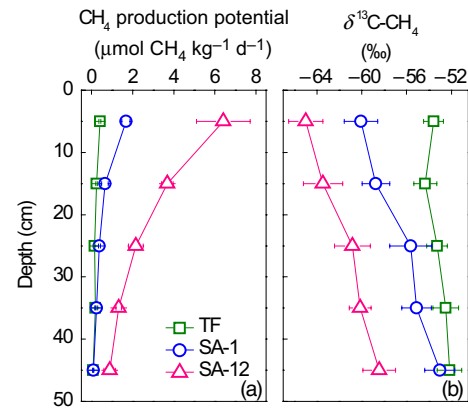 CH₄ production potential
(μmol CH₄ kg⁻¹ d⁻¹)
δ¹³C-CH₄
(‰)
0 2 4 6 8
−64 −60 −56 −52
0
10
20
30
40
50
Depth (cm)
TF
SA-1
SA-12
(a)
(b)